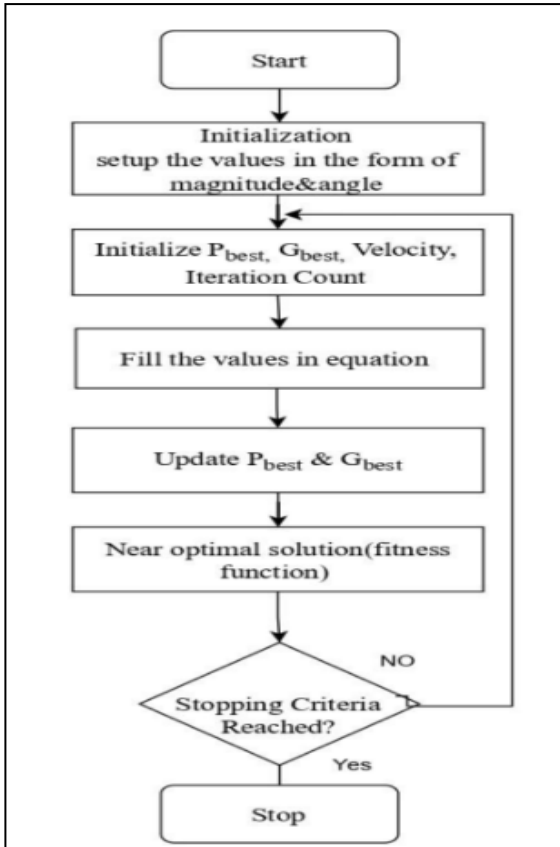 Start
Initialization
setup the values in the form of
magnitude&angle
Initialize Pbest, Gbest, Velocity,
Iteration Count
Fill the values in equation
Update Pbest & Gbest
Near optimal solution(fitness
function)
NO
Stopping Criteria
Reached?
Yes
Stop